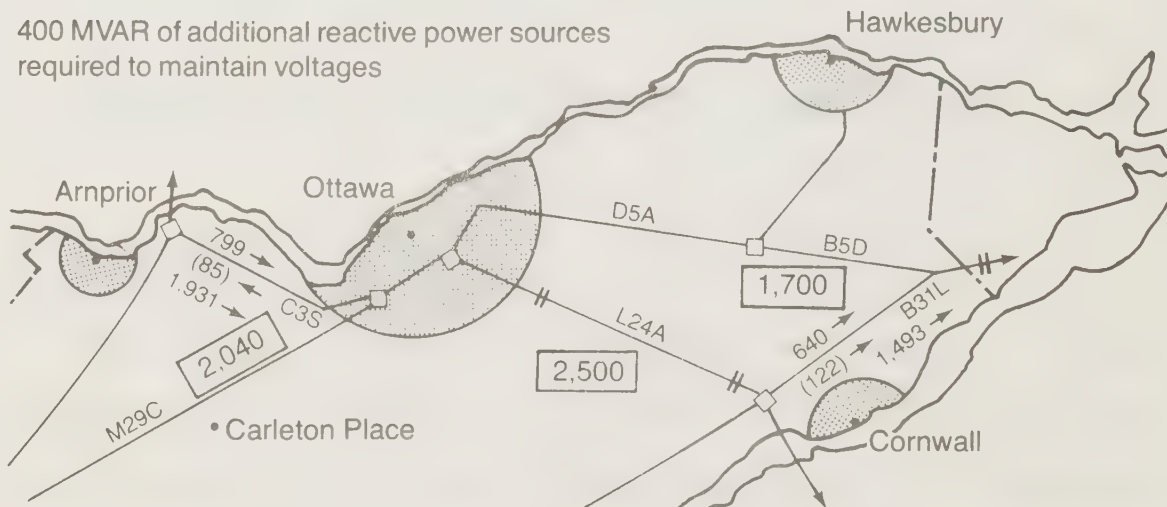 400 MVAR of additional reactive power sources
required to maintain voltages
Hawkesbury
Arnprior
Ottawa
799
(85)
1.931
C3S
2,040
M29C
Carleton Place
D5A
B5D
1,700
L24A
2,500
640
B31L
(122)
1,493
Cornwall